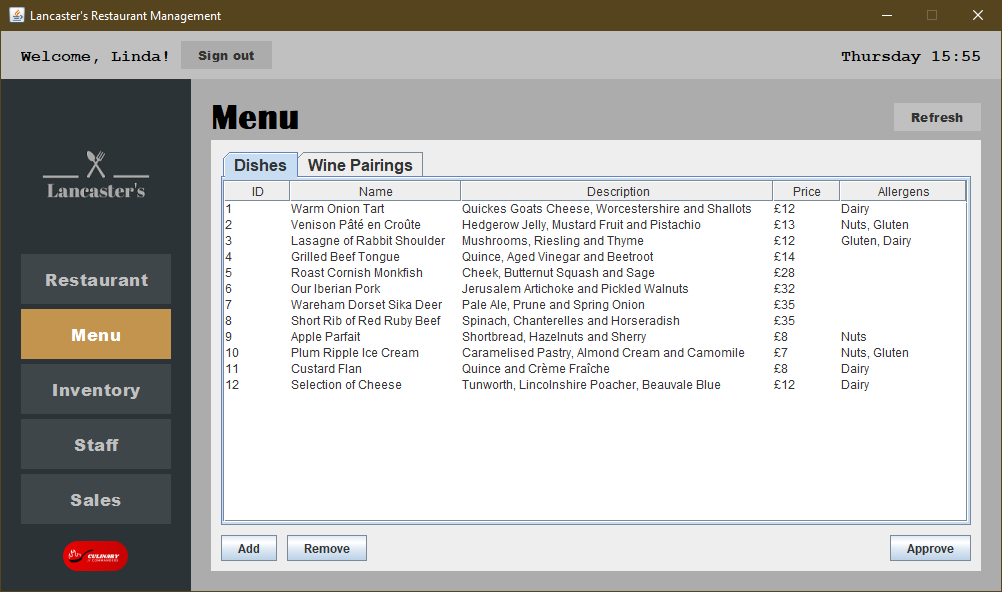 Lancaster's Restaurant Management
Welcome, Linda! Sign out Thursday 15:55
Lancaster's
Restaurant
Menu
Inventory
Staff
Sales
CULINARY
Menu Refresh
Dishes Wine Pairings
ID Name Description Price Allergens
1 Warm Onion Tart Quickes Goats Cheese, Worcestershire and Shallots £12 Dairy
2 Venison Pâté en Croûte Hedgerow Jelly, Mustard Fruit and Pistachio £13 Nuts, Gluten
3 Lasagne of Rabbit Shoulder Mushrooms, Riesling and Thyme £12 Gluten, Dairy
4 Grilled Beef Tongue Quince, Aged Vinegar and Beetroot £14
5 Roast Cornish Monkfish Cheek, Butternut Squash and Sage £28
6 Our Iberian Pork Jerusalem Artichoke and Pickled Walnuts £32
7 Wareham Dorset Sika Deer Pale Ale, Prune and Spring Onion £35
8 Short Rib of Red Ruby Beef Spinach, Chanterelles and Horseradish £35
9 Apple Parfait Shortbread, Hazelnuts and Sherry £8 Nuts
10 Plum Ripple Ice Cream Caramelised Pastry, Almond Cream and Camomile £7 Nuts, Gluten
11 Custard Flan Quince and Crème Fraîche £8 Dairy
12 Selection of Cheese Tunworth, Lincolnshire Poacher, Beauvale Blue £12 Dairy
Add Remove Approve